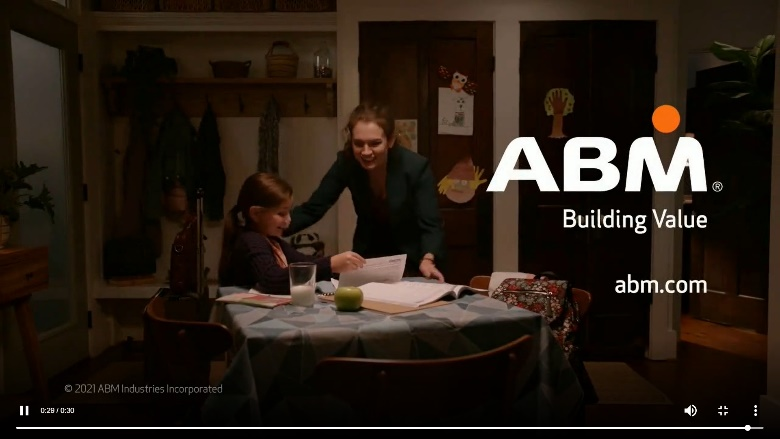 ABM®
Building Value
abm.com
© 2021 ABM Industries Incorporated
0:29 / 0:30